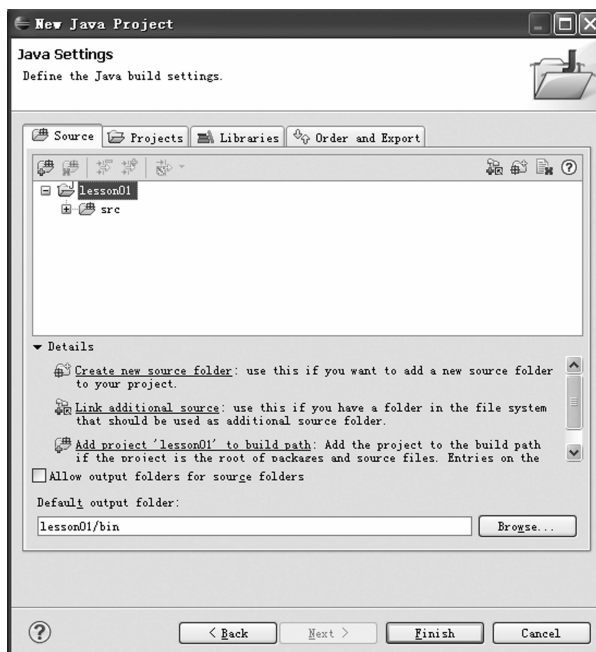 New Java Project
Java Settings
Define the Java build settings.
Source
Projects
Libraries
Order and Export
lesson01
src
Details
Create new source folder: use this if you want to add a new source folder
to your project.
Link additional source: use this if you have a folder in the file system
that should be used as additional source folder.
Add project 'lesson01' to build path: Add the project to the build path
if the project is the root of packages and source files. Entries on the
Allow output folders for source folders
Default output folder:
lesson01/bin
Browse...
< Back
Next >
Finish
Cancel